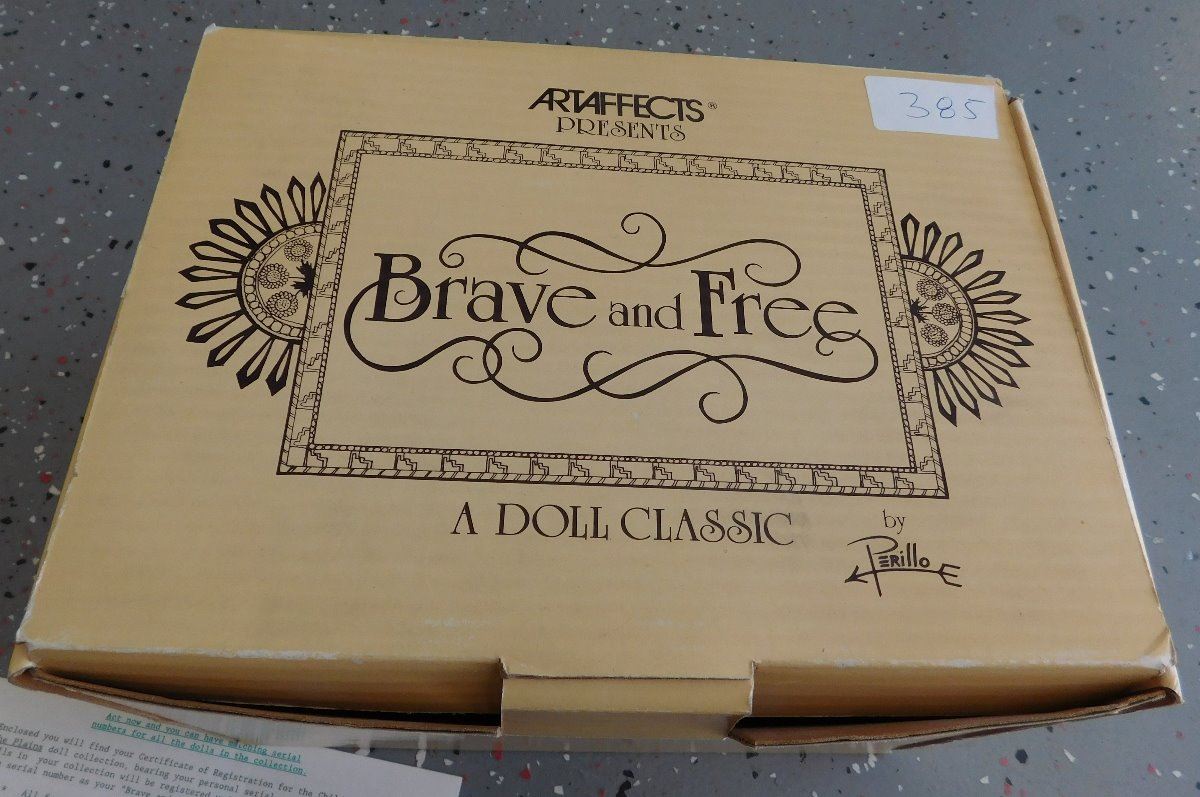 ARTAFFECTS®
PRESENTS
385
Brave and Free
A DOLL CLASSIC
by
PERillo
Act now and you can have matching serial
numbers for all the dolls in the collection.
Enclosed you will find your Certificate of Registration for the
Plains doll collection, bearing your personal serial
in your collection will be registered
serial number as your "Brave
All